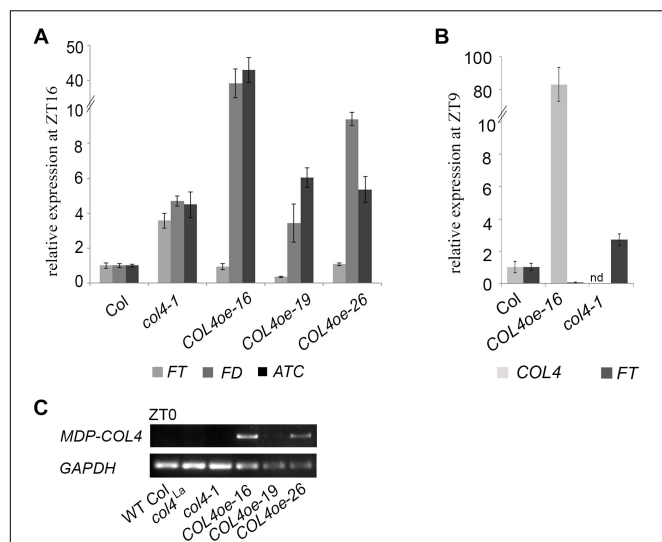 A
relative expression at ZT16
50
40
10
8
6
4
2
0
Col
col4-1
COL4oe-16
COL4oe-19
COL4oe-26
FT FD ATC
B
relative expression at ZT9
100
80
10
8
6
4
2
0
nd
Col
COL4oe-16
col4-1
COL4 FT
C
ZT0
MDP-COL4
GAPDH
WT Col
col4La
col4-1
COL4oe-16
COL4oe-19
COL4oe-26